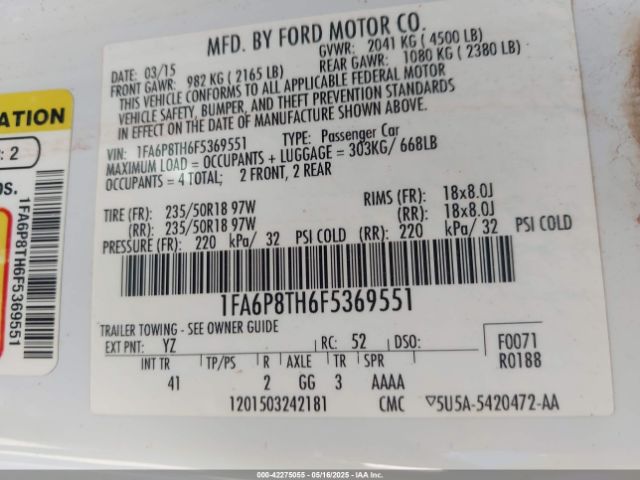 MFD. BY FORD MOTOR CO.
DATE: 03/15 GVWR: 2041 KG ( 4500 LB)
FRONT GAWR: 982 KG ( 2165 LB) REAR GAWR: 1080 KG ( 2380 LB)
THIS VEHICLE CONFORMS TO ALL APPLICABLE FEDERAL MOTOR
VEHICLE SAFETY, BUMPER, AND THEFT PREVENTION STANDARDS
IN EFFECT ON THE DATE OF MANUFACTURE SHOWN ABOVE.
VIN: 1FA6P8TH6F5369551 TYPE: Passenger Car
MAXIMUM LOAD = OCCUPANTS + LUGGAGE = 303KG/ 668LB
OCCUPANTS = 4 TOTAL; 2 FRONT, 2 REAR
TIRE (FR): 235/50R18 97W RIMS (FR): 18x8.0J
(RR): 235/50R18 97W (RR): 18x8.0J
PRESSURE (FR): 220 kPa/ 32 PSI COLD (RR): 220 kPa/ 32 PSI COLD
1FA6P8TH6F5369551
TRAILER TOWING - SEE OWNER GUIDE
EXT PNT: YZ RC: 52 DSO: F0071
R0188
INT TR TP/PS R AXLE TR SPR
41 2 GG 3 AAAA
1201503242181 CMC ▽5U5A-5420472-AA
ATION
: 2
os.
1FA6P8TH6F5369551
000-42275055 - 05/16/2025 - IAAI.COM